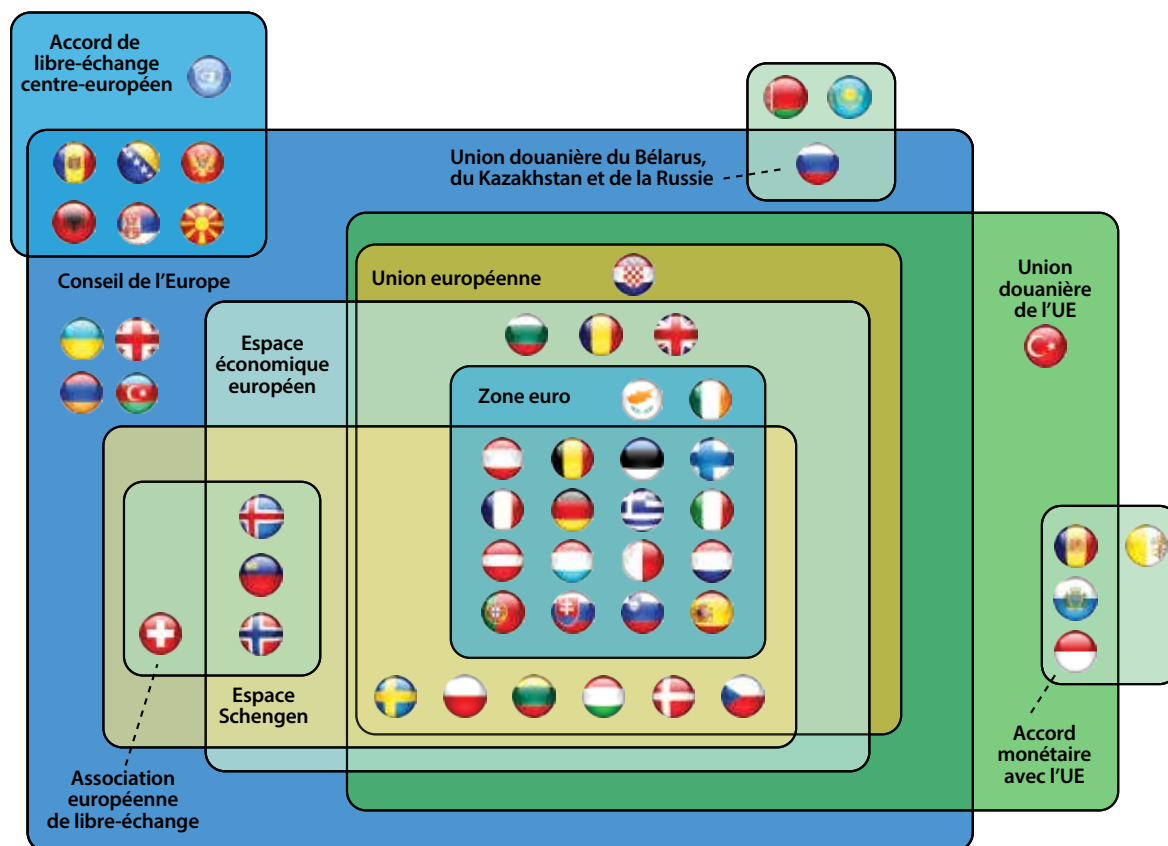 Accord de
libre-échange
centre-européen
Union douanière du Bélarus,
du Kazakhstan et de la Russie
Conseil de l’Europe
Union européenne
Union
douanière
de l’UE
Espace
économique
européen
Zone euro
Espace
Schengen
Association
européenne
de libre-échange
Accord
monétaire
avec l’UE